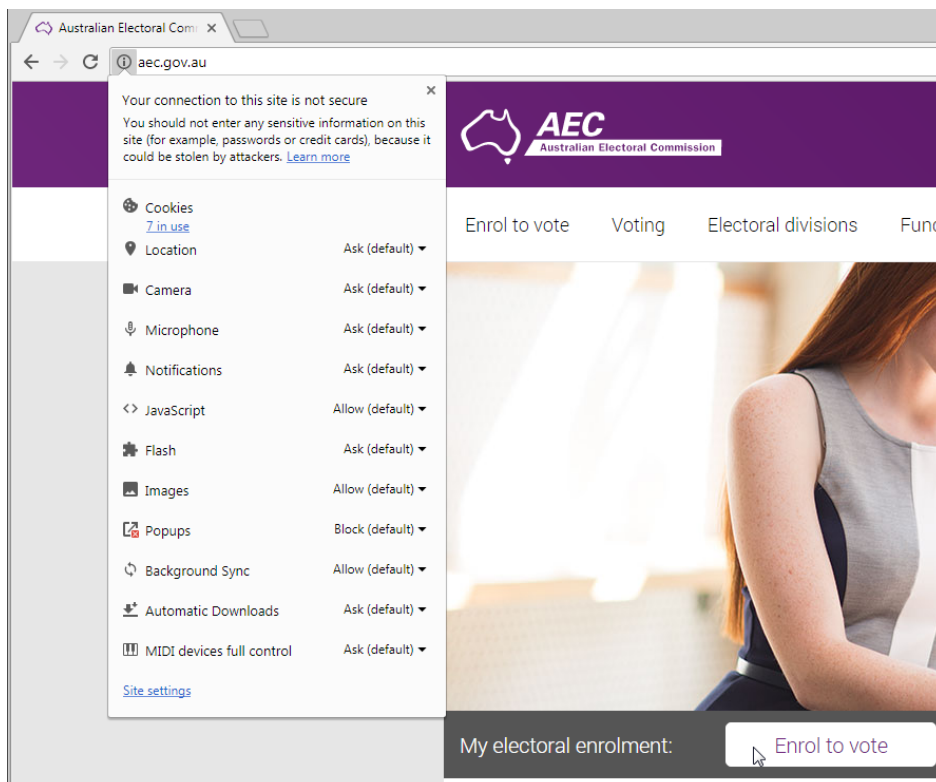 Australian Electoral Com
aec.gov.au
Your connection to this site is not secure
You should not enter any sensitive information on this
site (for example, passwords or credit cards), because it
could be stolen by attackers. Learn more
Cookies
7 in use
Location Ask (default)
Camera Ask (default)
Microphone Ask (default)
Notifications Ask (default)
JavaScript Allow (default)
Flash Ask (default)
Images Allow (default)
Popups Block (default)
Background Sync Allow (default)
Automatic Downloads Ask (default)
MIDI devices full control Ask (default)
Site settings
AEC
Australian Electoral Commission
Enrol to vote Voting Electoral divisions Fun
My electoral enrolment: Enrol to vote